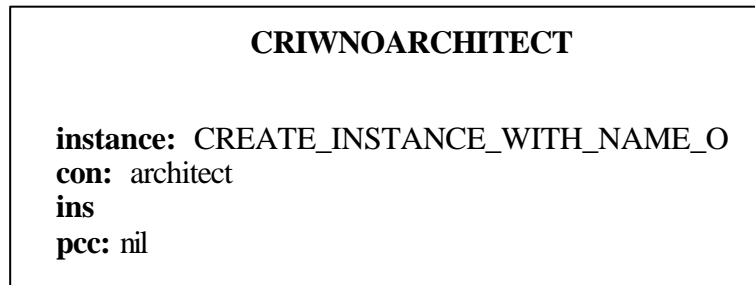 CRIWNOARCHITECT
instance: CREATE_INSTANCE_WITH_NAME_O
con: architect
ins
pcc: nil